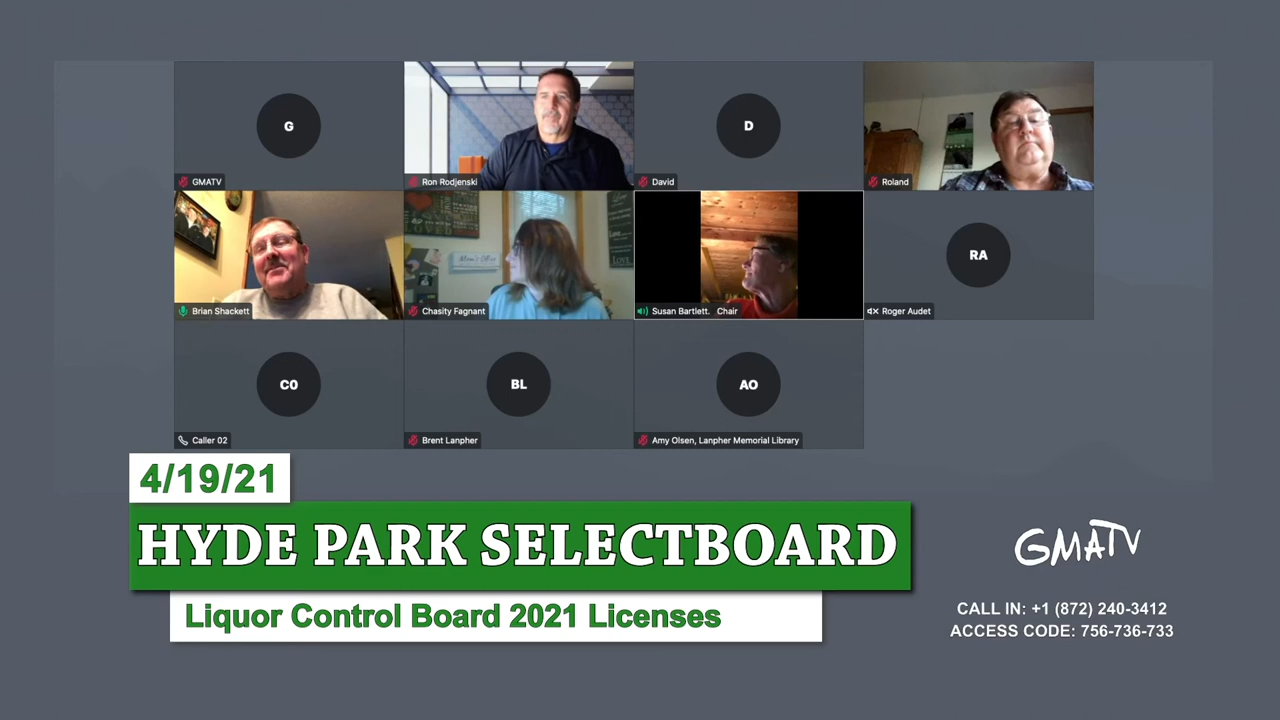 G
GMATV
Ron Rodjenski
D
David
Roland
Brian Shackett
LOVED
Chasity Fagnant
Susan Bartlett. Chair
RA
Roger Audet
C0
Caller 02
BL
Brent Lanpher
AO
Amy Olsen, Lanpher Memorial Library
4/19/21
HYDE PARK SELECTBOARD
Liquor Control Board 2021 Licenses
GMATV
CALL IN: +1 (872) 240-3412
ACCESS CODE: 756-736-733